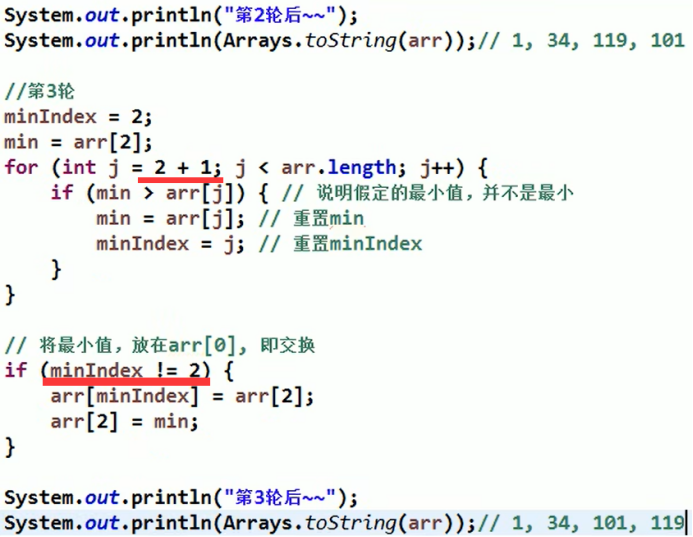 System.out.println("第2轮后~~");
System.out.println(Arrays.toString(arr));// 1, 34, 119, 101
//第3轮
minIndex = 2;
min = arr[2];
for (int j = 2 + 1; j < arr.length; j++) {
    if (min > arr[j]) { // 说明假定的最小值，并不是最小
        min = arr[j]; // 重置min
        minIndex = j; // 重置minIndex
    }
}
// 将最小值，放在arr[0], 即交换
if (minIndex != 2) {
    arr[minIndex] = arr[2];
    arr[2] = min;
}
System.out.println("第3轮后~~");
System.out.println(Arrays.toString(arr));// 1, 34, 101, 119